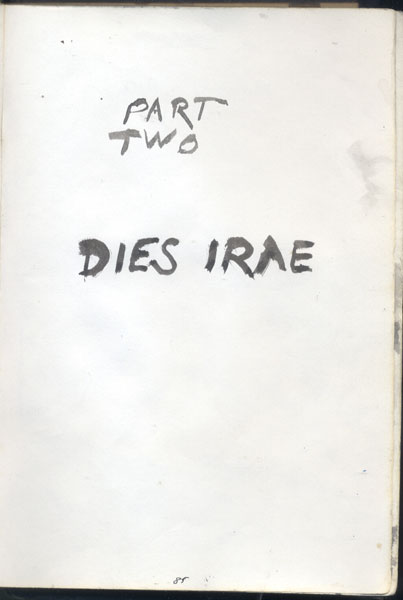 PART
TWO
DIES IRAE
85